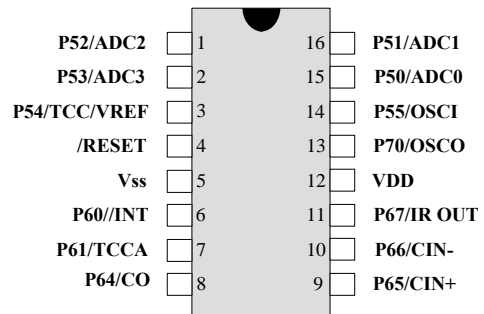 P52/ADC2 1 16 P51/ADC1
P53/ADC3 2 15 P50/ADC0
P54/TCC/VREF 3 14 P55/OSCI
/RESET 4 13 P70/OSCO
Vss 5 12 VDD
P60//INT 6 11 P67/IR OUT
P61/TCCA 7 10 P66/CIN-
P64/CO 8 9 P65/CIN+